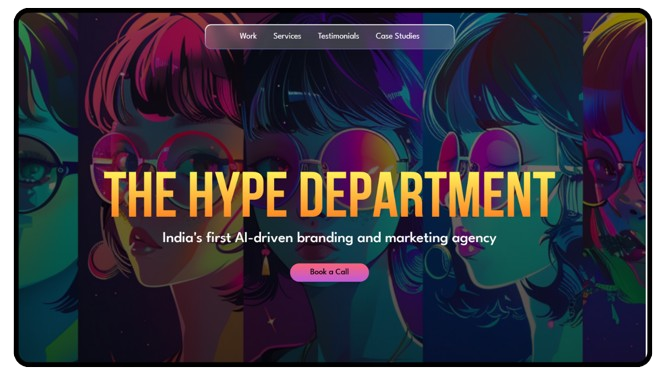 Work Services Testimonials Case Studies
THE HYPE DEPARTMENT
India's first AI-driven branding and marketing agency
Book a Call